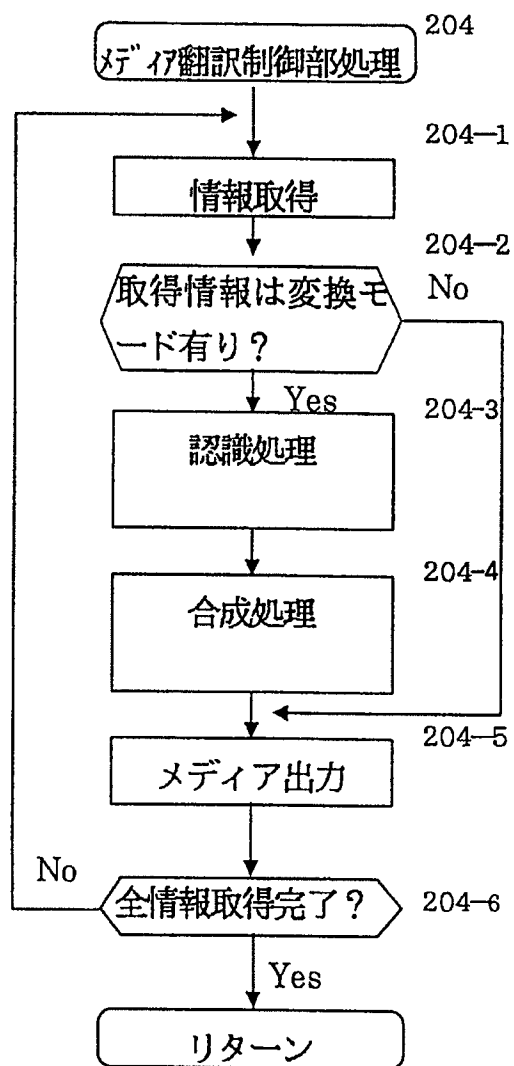 204
メディア翻訳制御部処理
204-1
情報取得
204-2
取得情報は変換モ
ード有り?
No
Yes
204-3
認識処理
204-4
合成処理
204-5
メディア出力
No
全情報取得完了?
204-6
Yes
リターン